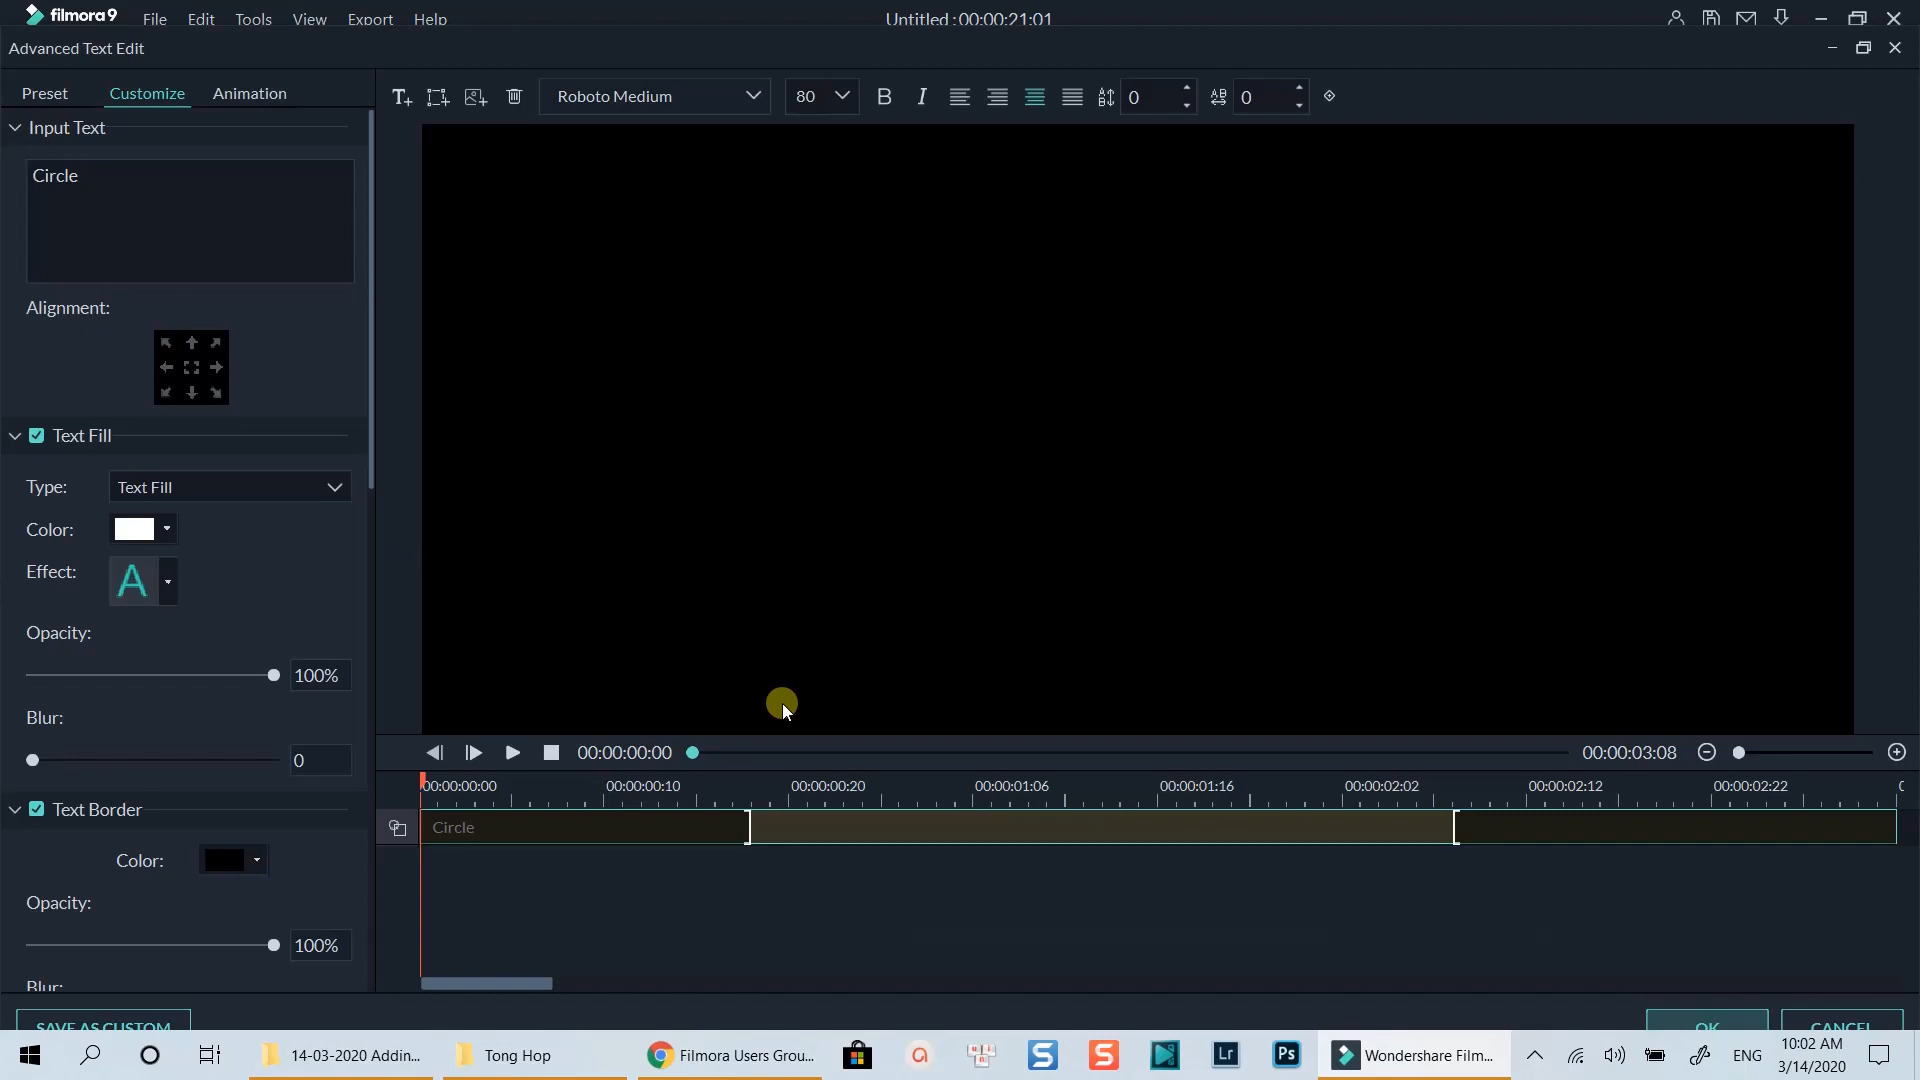 filmora9 File Edit Tools View Export Help Untitled : 00:00:21:01
Advanced Text Edit
Preset Customize Animation
Roboto Medium 80 B I 0 0
Input Text
Circle
Alignment:
Text Fill
Type: Text Fill
Color:
Effect: A
Opacity:
100%
Blur:
0
Text Border
Color:
Opacity:
100%
Blur:
SAVE AS CUSTOM
00:00:00:00 00:00:03:08
00:00:00:00 00:00:00:10 00:00:00:20 00:00:01:06 00:00:01:16 00:00:02:02 00:00:02:12 00:00:02:22
Circle
OK CANCEL
14-03-2020 Addin... Tong Hop Filmora Users Grou... Lr Ps Wondershare Film... ENG
10:02 AM
3/14/2020